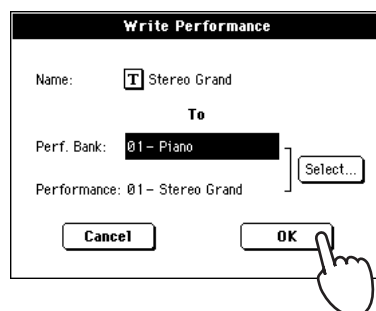 Write Performance
Name: T Stereo Grand
To
Perf. Bank: 01- Piano
Select...
Performance: 01- Stereo Grand
Cancel OK